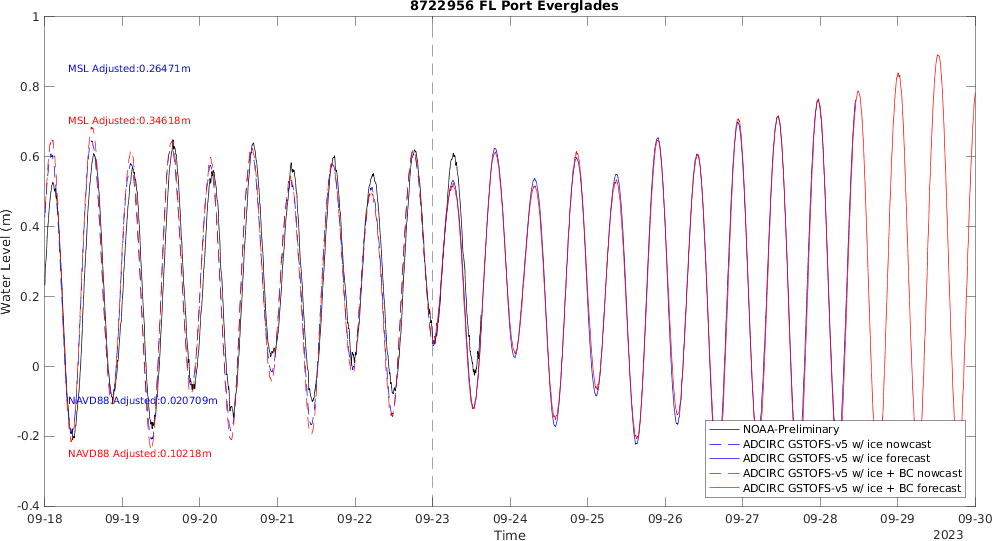 8722956 FL Port Everglades
1
0.8
0.6
0.4
0.2
0
-0.2
-0.4
Water Level (m)
MSL Adjusted:0.26471m
MSL Adjusted:0.34618m
NAVD88 Adjusted:0.020709m
NAVD88 Adjusted:0.10218m
NOAA-Preliminary
ADCIRC GSTOFS-v5 w/ ice nowcast
ADCIRC GSTOFS-v5 w/ ice forecast
ADCIRC GSTOFS-v5 w/ ice + BC nowcast
ADCIRC GSTOFS-v5 w/ ice + BC forecast
09-18 09-19 09-20 09-21 09-22 09-23 09-24 09-25 09-26 09-27 09-28 09-29 09-30
Time
2023